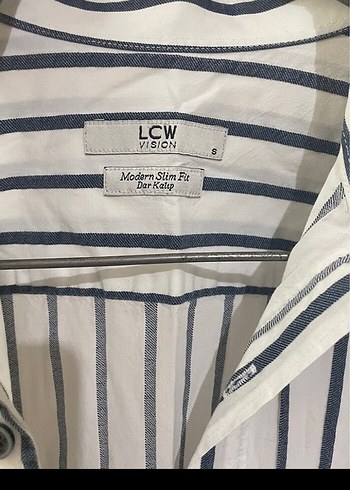 LCW
VISION
S
Modern Slim Fit
Dar Kalıp